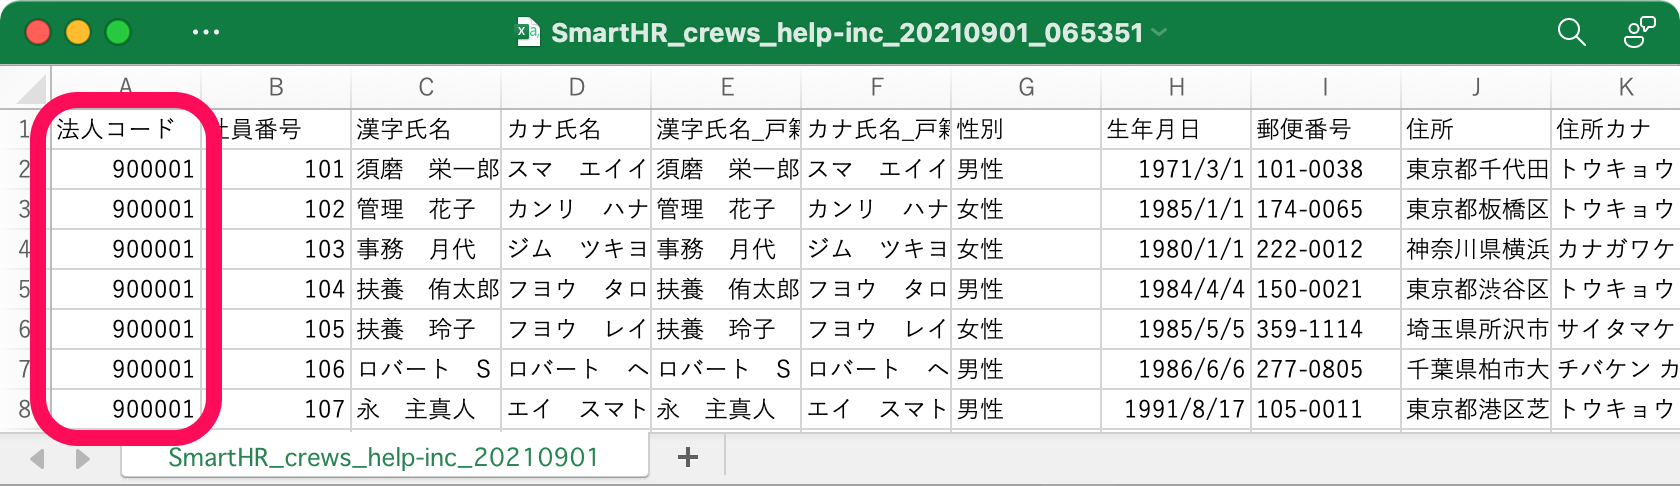 SmartHR_crews_help-inc_20210901_065351
A B C D E F G H I J K
1 法人コード 社員番号 漢字氏名 カナ氏名 漢字氏名_戸籍 カナ氏名_戸籍 性別 生年月日 郵便番号 住所 住所カナ
2 900001 101 須磨　栄一郎 スマ　エイイ 須磨　栄一郎 スマ　エイイ 男性 1971/3/1 101-0038 東京都千代田 トウキョウ
3 900001 102 管理　花子 カンリ　ハナ 管理　花子 カンリ　ハナ 女性 1985/1/1 174-0065 東京都板橋区 トウキョウ
4 900001 103 事務　月代 ジム　ツキヨ 事務　月代 ジム　ツキヨ 女性 1980/1/1 222-0012 神奈川県横浜 カナガワケ
5 900001 104 扶養　侑太郎 フヨウ　タロ 扶養　侑太郎 フヨウ　タロ 男性 1984/4/4 150-0021 東京都渋谷区 トウキョウ
6 900001 105 扶養　玲子 フヨウ　レイ 扶養　玲子 フヨウ　レイ 女性 1985/5/5 359-1114 埼玉県所沢市 サイタマケ
7 900001 106 ロバート　S ロバート　ヘ ロバート　S ロバート　ヘ 男性 1986/6/6 277-0805 千葉県柏市大 チバケン カ
8 900001 107 永　主真人 エイ　スマト 永　主真人 エイ　スマト 男性 1991/8/17 105-0011 東京都港区芝 トウキョウ
SmartHR_crews_help-inc_20210901